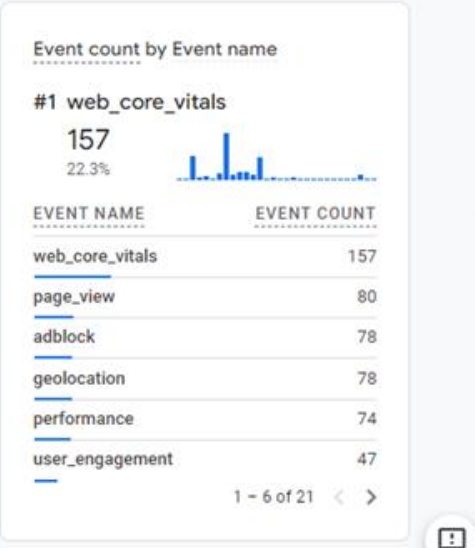 Event count by Event name
#1 web_core_vitals
157
22.3%
EVENT NAME EVENT COUNT
web_core_vitals 157
page_view 80
adblock 78
geolocation 78
performance 74
user_engagement 47
1 – 6 of 21